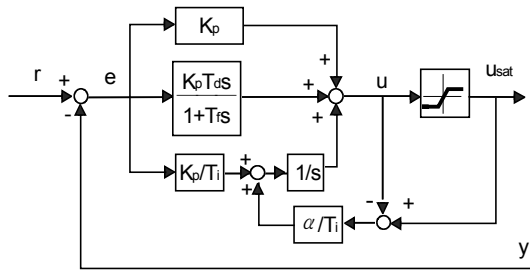 Kp
r + e KpTds + u usat
- 1+Tfs + +
Kp/Ti + 1/s
+ - +
α/Ti
y